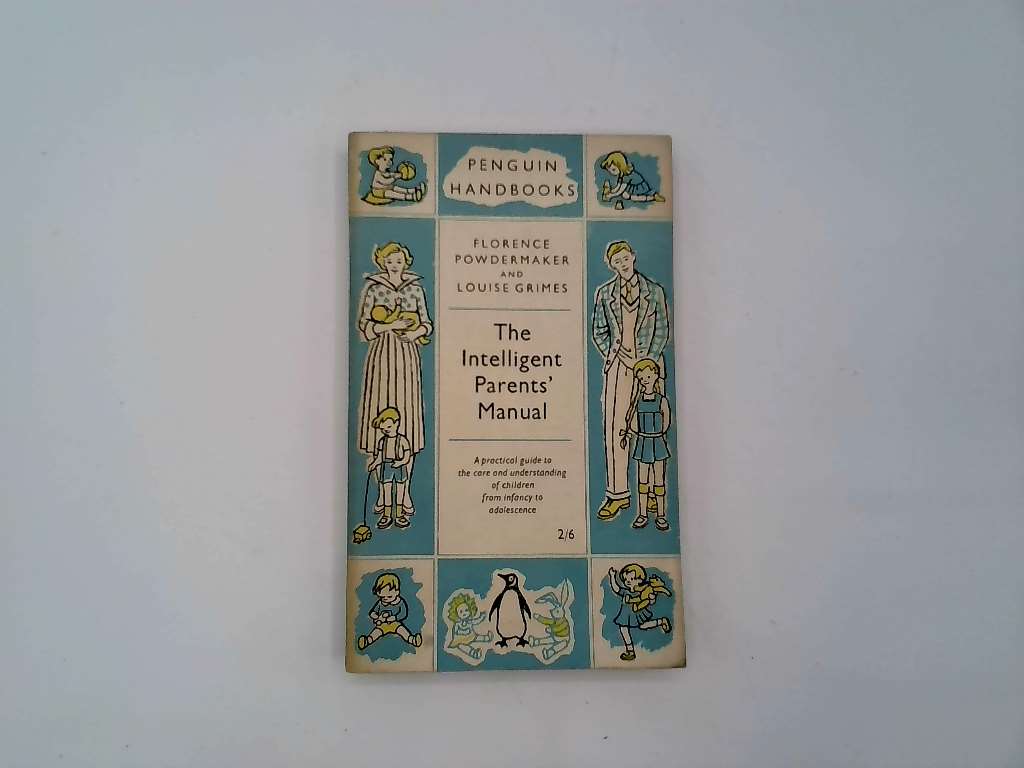 PENGUIN
HANDBOOKS
FLORENCE
POWDERMAKER
AND
LOUISE GRIMES
The
Intelligent
Parents'
Manual
A practical guide to
the care and understanding
of children
from infancy to
adolescence
2/6